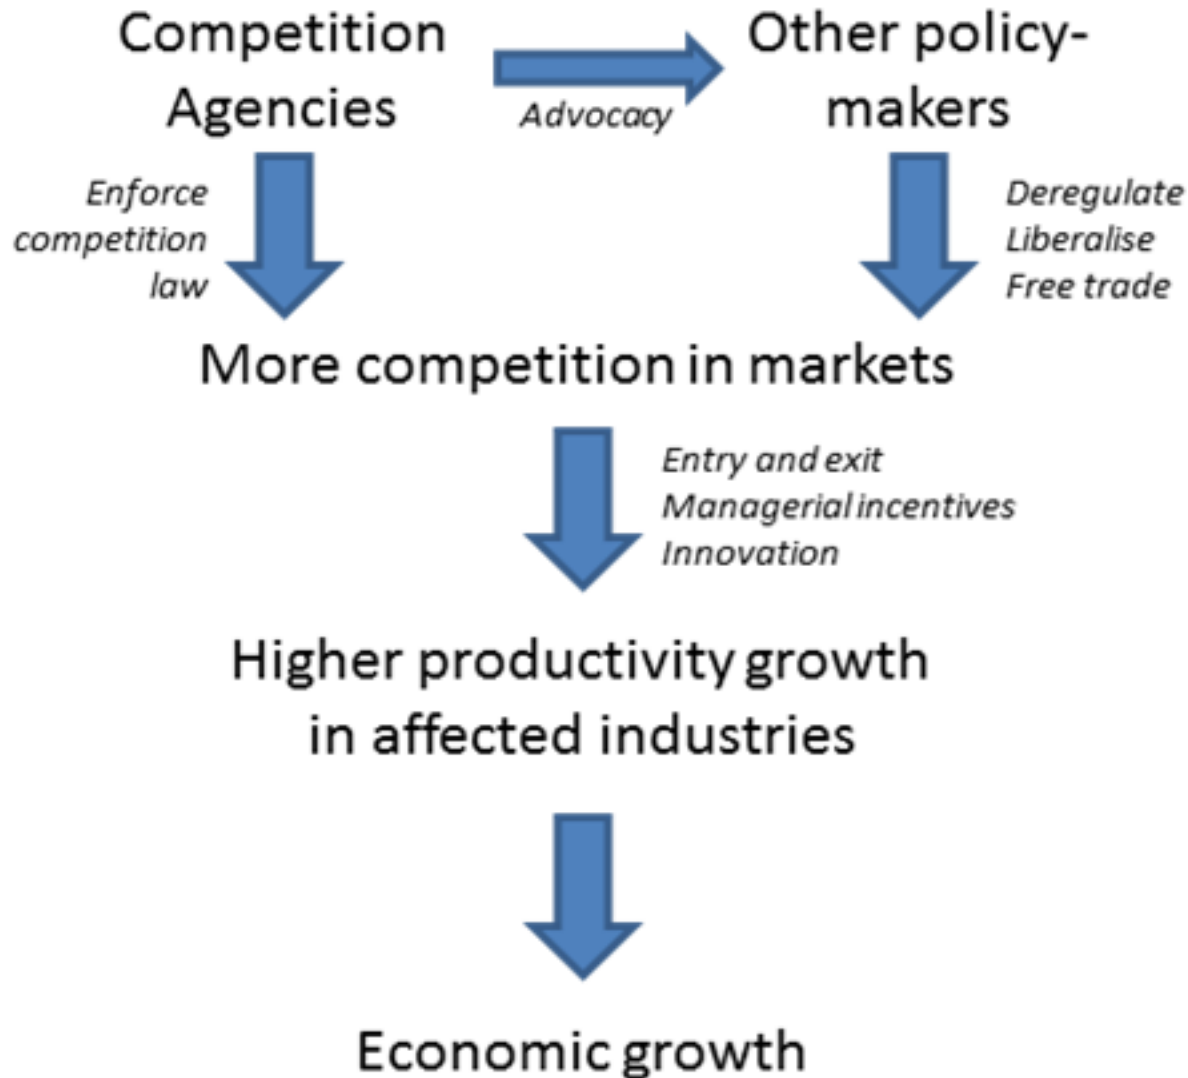 Competition
Agencies
Advocacy
Other policy-
makers
Enforce
competition
law
Deregulate
Liberalise
Free trade
More competition in markets
Entry and exit
Managerial incentives
Innovation
Higher productivity growth
in affected industries
Economic growth